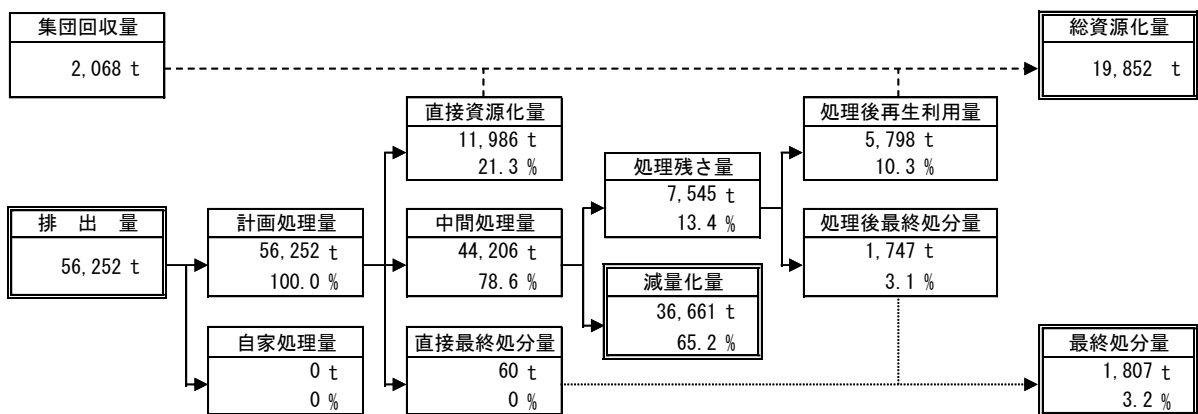 集団回収量
2,068 t
総資源化量
19,852 t
直接資源化量
11,986 t
21.3 %
処理後再生利用量
5,798 t
10.3 %
処理残さ量
7,545 t
13.4 %
排 出 量
56,252 t
計画処理量
56,252 t
100.0 %
中間処理量
44,206 t
78.6 %
処理後最終処分量
1,747 t
3.1 %
減量化量
36,661 t
65.2 %
自家処理量
0 t
0 %
直接最終処分量
60 t
0 %
最終処分量
1,807 t
3.2 %